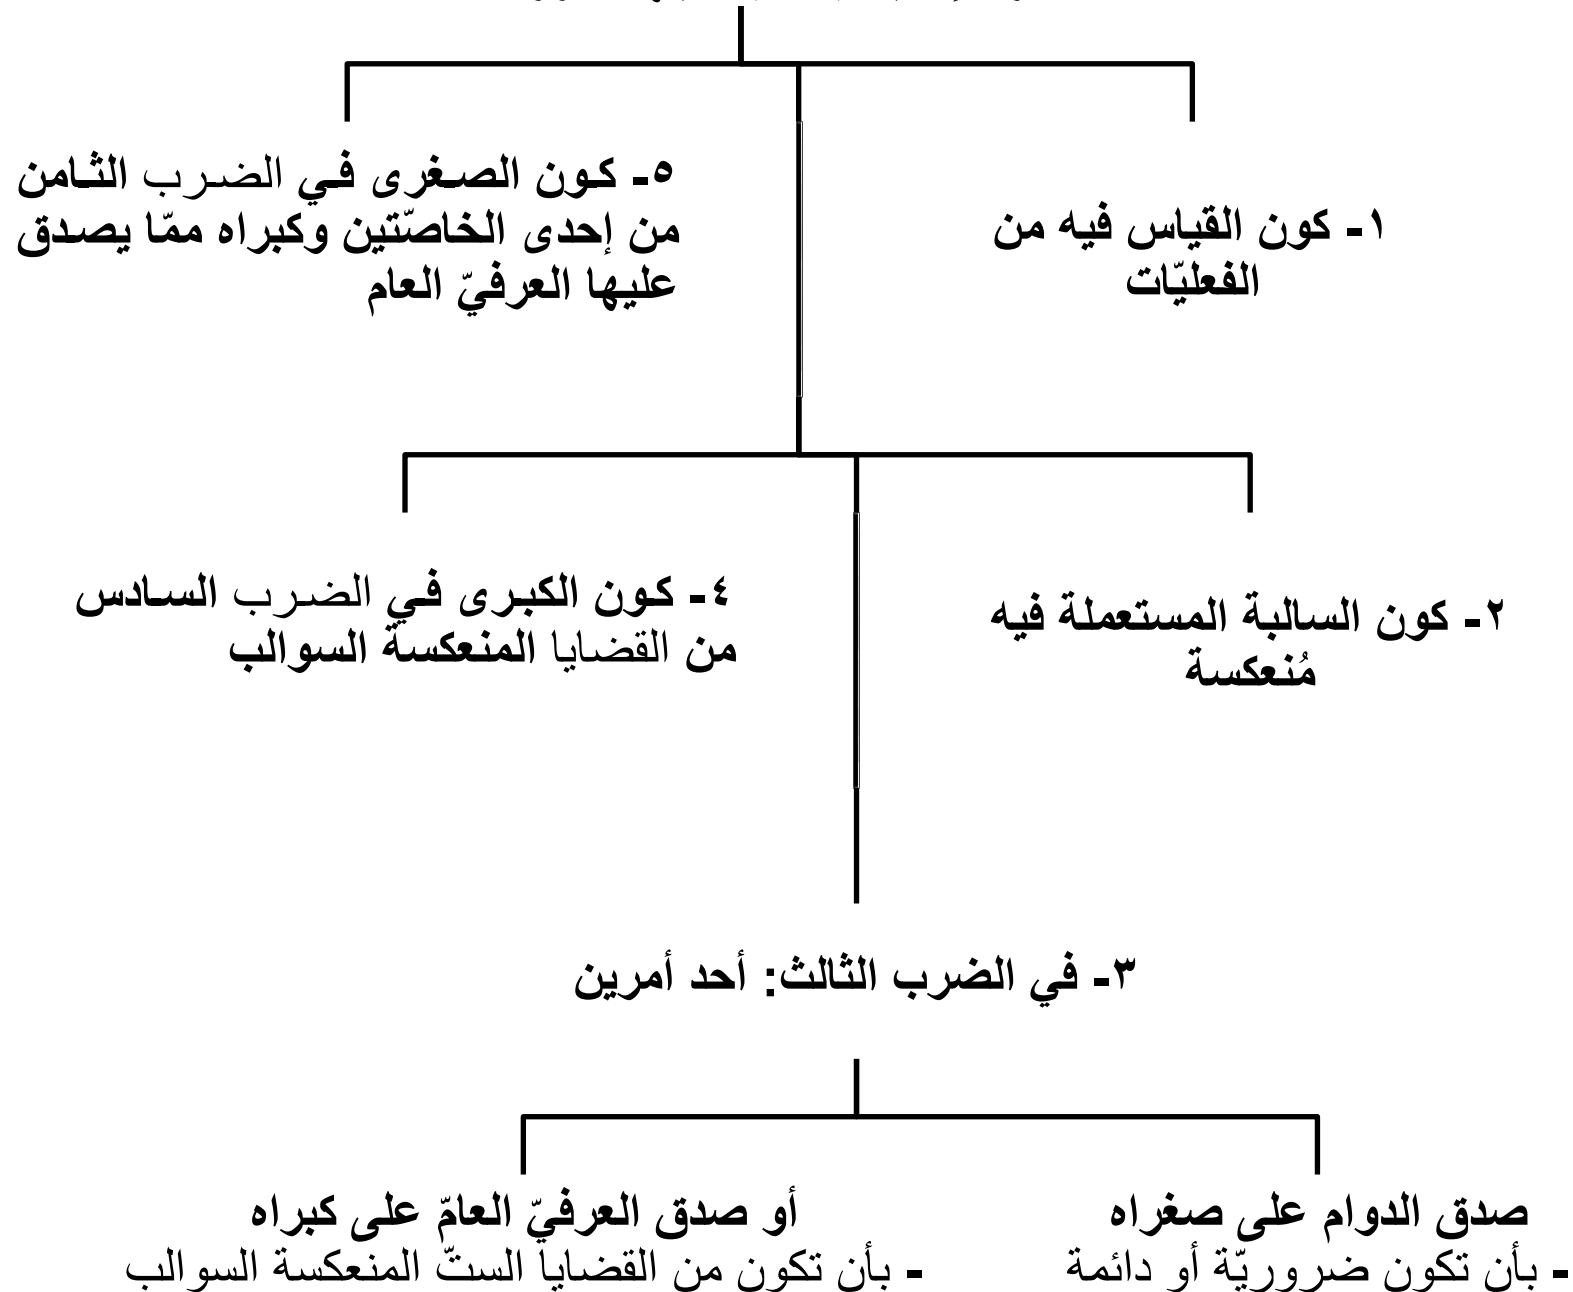 ١- كون القياس فيه من
الفعليّات
٥- كون الصغرى في الضرب الثامن
من إحدى الخاصّتين وكبراه ممّا يصدق
عليها العرفيّ العام
٢- كون السالبة المستعملة فيه
مُنعكسة
٤- كون الكبرى في الضرب السادس
من القضايا المنعكسة السوالب
٣- في الضرب الثالث: أحد أمرين
صدق الدوام على صغراه
- بأن تكون ضروريّة أو دائمة
أو صدق العرفيّ العامّ على كبراه
- بأن تكون من القضايا الستّ المنعكسة السوالب